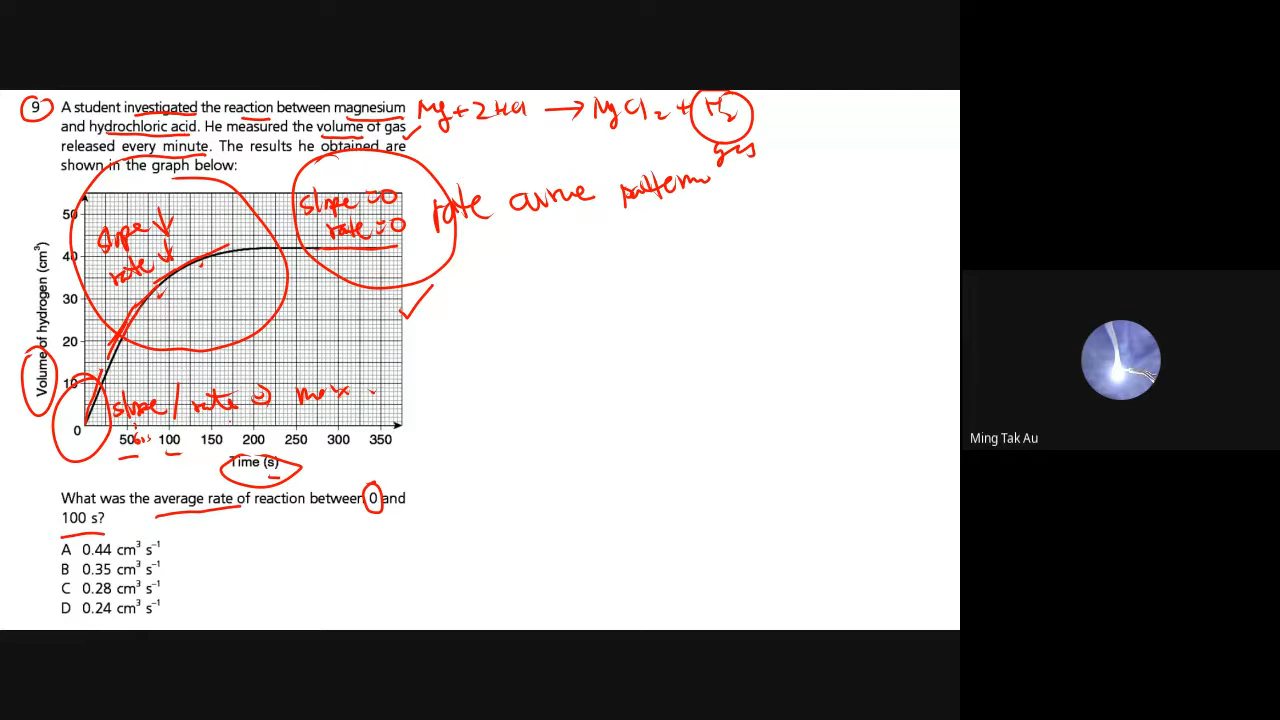 9 A student investigated the reaction between magnesium Mg + 2HCl → MgCl2 + H2
and hydrochloric acid. He measured the volume of gas
released every minute. The results he obtained are gas
shown in the graph below:
rate curve pattern
slope = 0
rate = 0
slope ↓
rate ↓
Volume of hydrogen (cm³)
50
40
30
20
10
0
slope / rate ⇒ max
50 60s 100 150 200 250 300 350
Time (s)
What was the average rate of reaction between 0 and
100 s?
A 0.44 cm³ s⁻¹
B 0.35 cm³ s⁻¹
C 0.28 cm³ s⁻¹
D 0.24 cm³ s⁻¹
Ming Tak Au